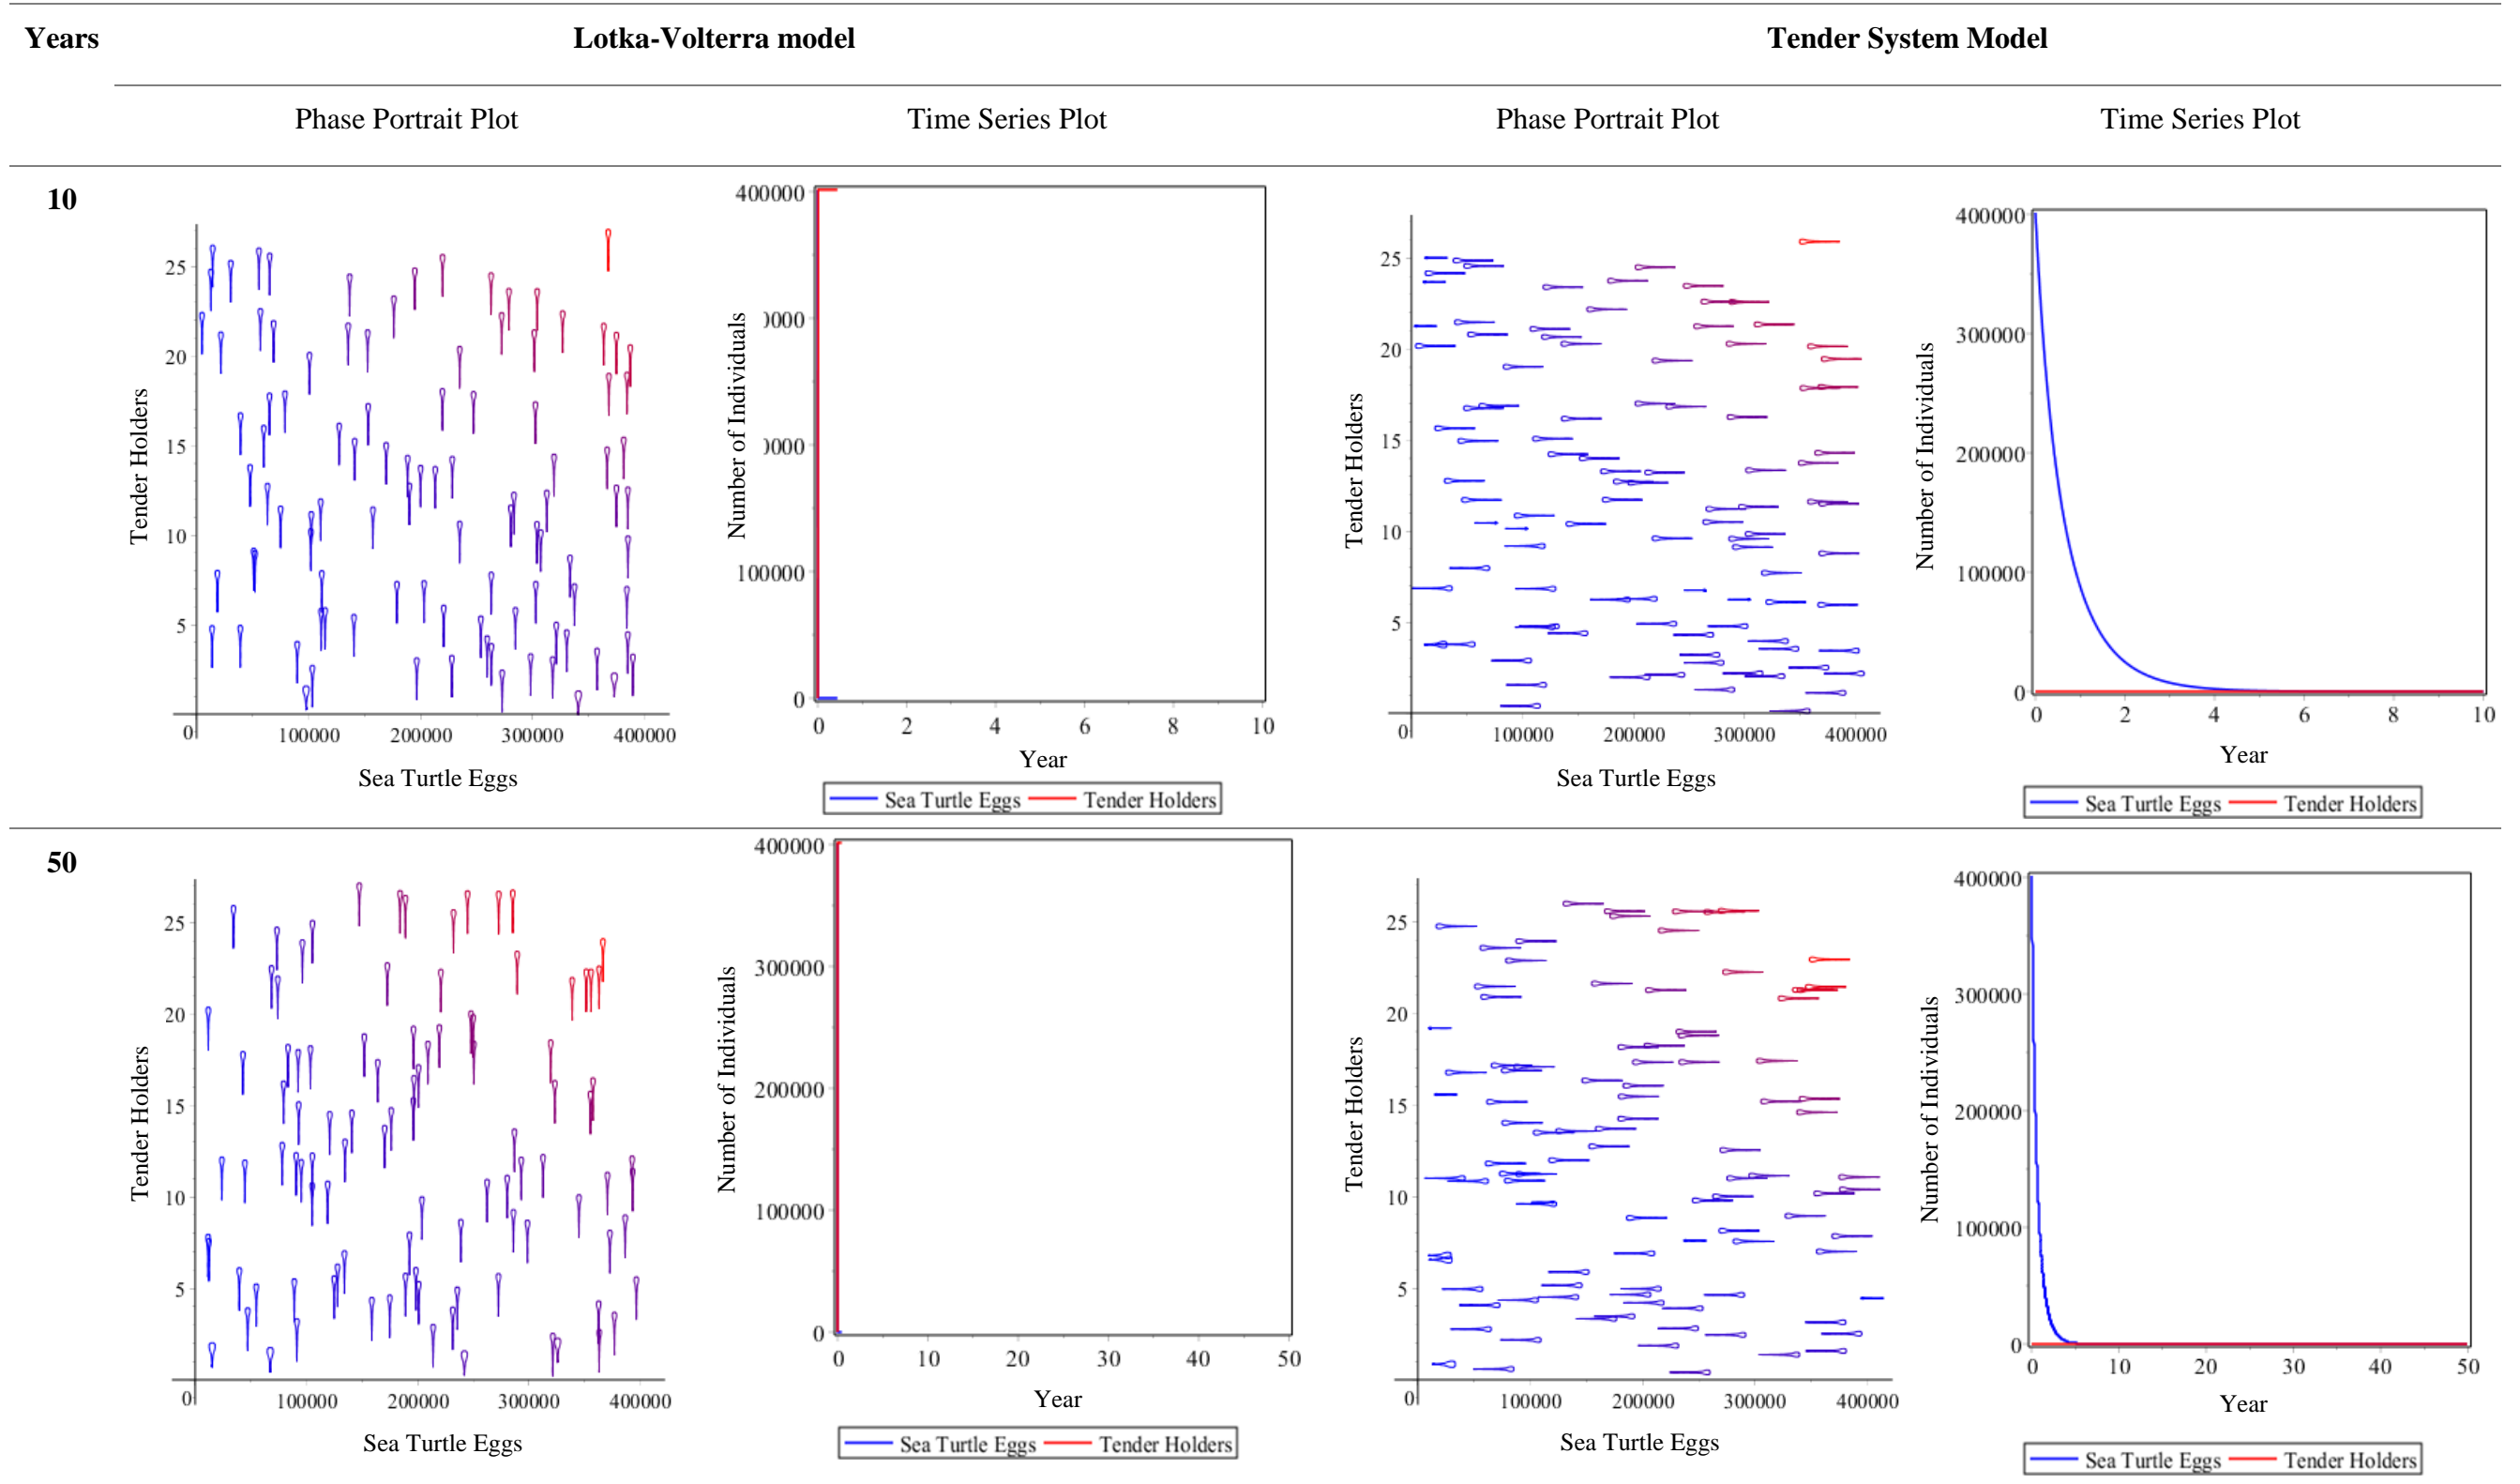 Years Lotka-Volterra model Tender System Model
Phase Portrait Plot Time Series Plot Phase Portrait Plot Time Series Plot
10
25
20
15
10
5
0
100000 200000 300000 400000
Tender Holders
Sea Turtle Eggs
400000
0000
0000
100000
0
0 2 4 6 8 10
Number of Individuals
Year
Sea Turtle Eggs Tender Holders
25
20
15
10
5
0
100000 200000 300000 400000
Tender Holders
Sea Turtle Eggs
400000
300000
200000
100000
0
0 2 4 6 8 10
Number of Individuals
Year
Sea Turtle Eggs Tender Holders
50
25
20
15
10
5
0
100000 200000 300000 400000
Tender Holders
Sea Turtle Eggs
400000
300000
200000
100000
0
0 10 20 30 40 50
Number of Individuals
Year
Sea Turtle Eggs Tender Holders
25
20
15
10
5
0
100000 200000 300000 400000
Tender Holders
Sea Turtle Eggs
400000
300000
200000
100000
0
0 10 20 30 40 50
Number of Individuals
Year
Sea Turtle Eggs Tender Holders